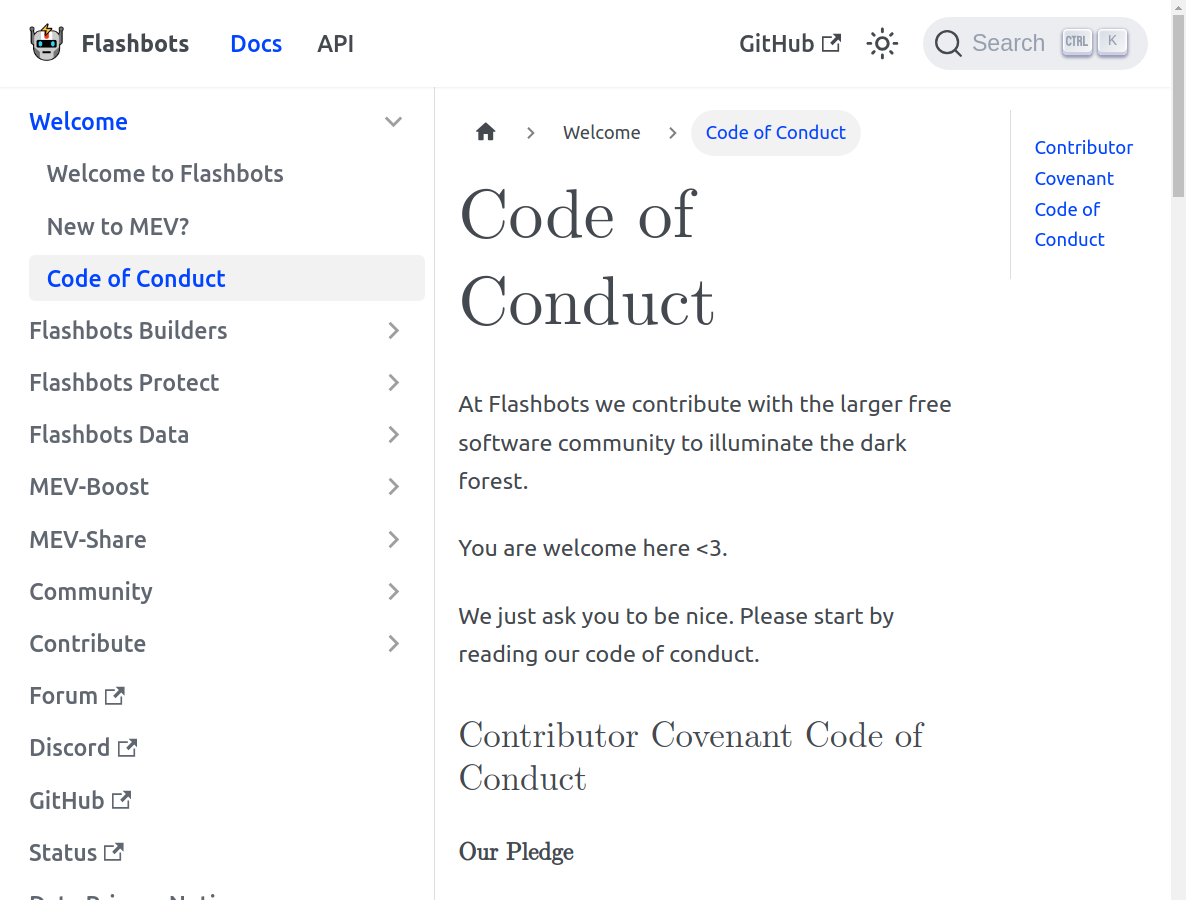 Flashbots
Docs
API
GitHub
Search
CTRL
K
Welcome
Welcome to Flashbots
New to MEV?
Code of Conduct
Flashbots Builders
Flashbots Protect
Flashbots Data
MEV-Boost
MEV-Share
Community
Contribute
Forum
Discord
GitHub
Status
Welcome
Code of Conduct
Code of
Conduct
At Flashbots we contribute with the larger free
software community to illuminate the dark
forest.
You are welcome here <3.
We just ask you to be nice. Please start by
reading our code of conduct.
Contributor Covenant Code of
Conduct
Our Pledge
Contributor
Covenant
Code of
Conduct